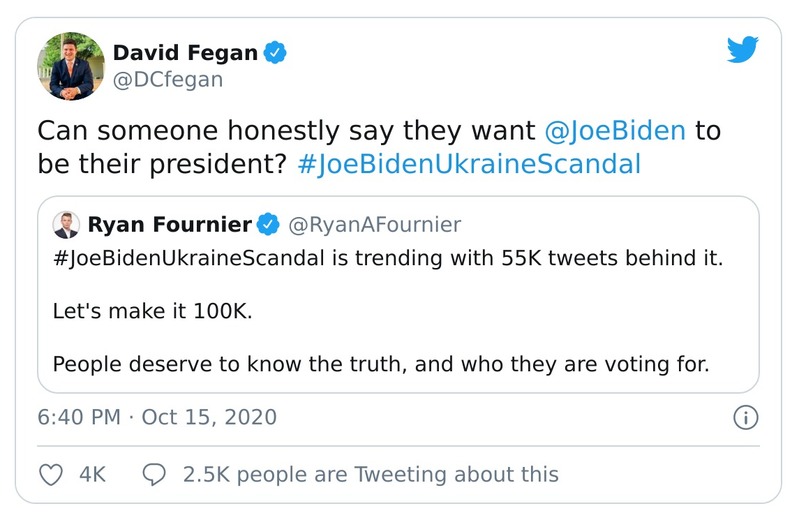 David Fegan
@DCfegan
Can someone honestly say they want @JoeBiden to
be their president? #JoeBidenUkraineScandal
Ryan Fournier @RyanAFournier
#JoeBidenUkraineScandal is trending with 55K tweets behind it.
Let's make it 100K.
People deserve to know the truth, and who they are voting for.
6:40 PM · Oct 15, 2020
4K 2.5K people are Tweeting about this